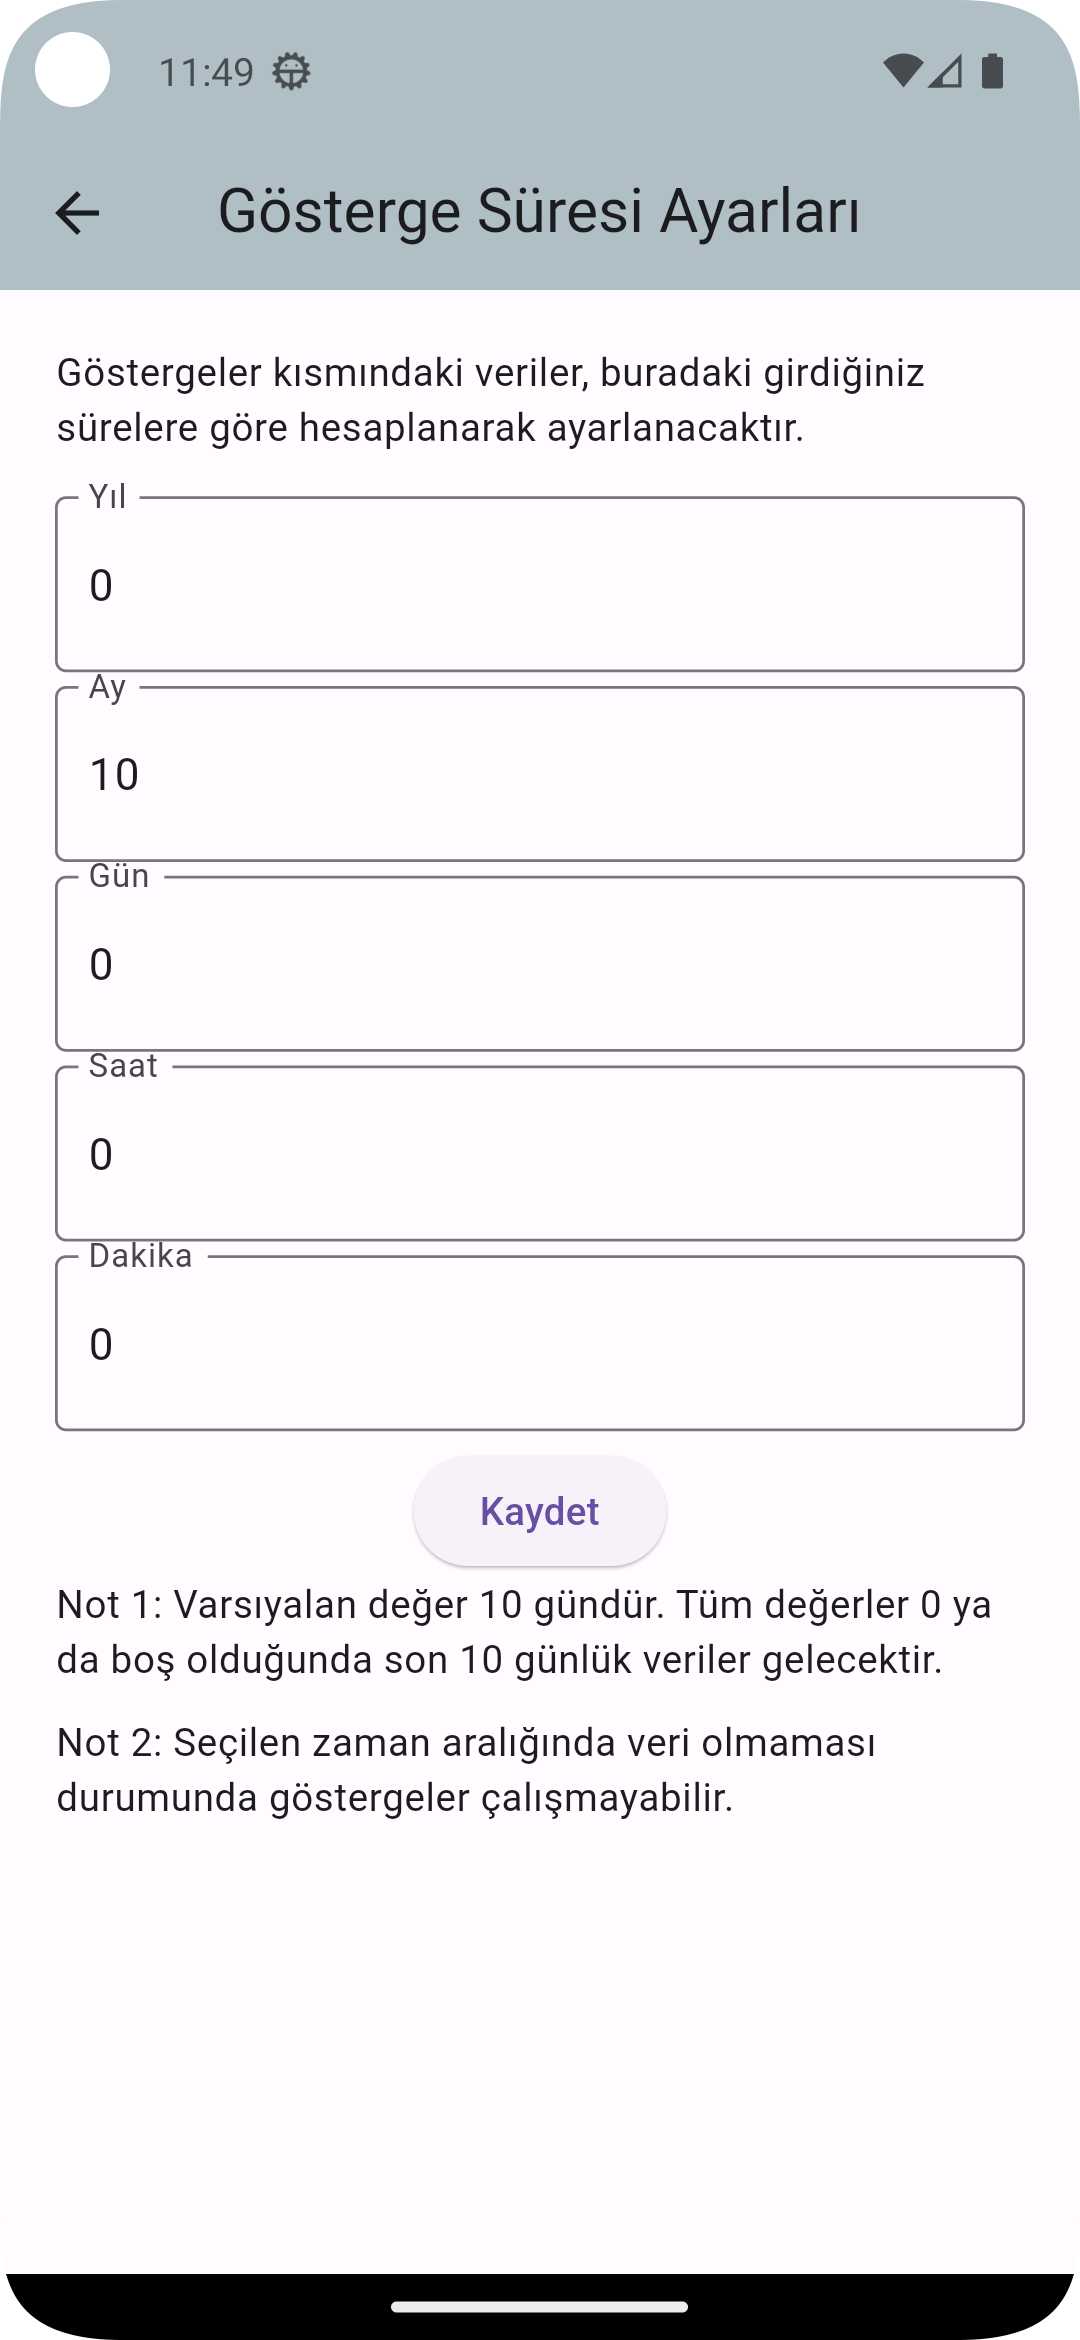 11:49
Gösterge Süresi Ayarları
Göstergeler kısmındaki veriler, buradaki girdiğiniz
sürelere göre hesaplanarak ayarlanacaktır.
Yıl
0
Ay
10
Gün
0
Saat
0
Dakika
0
Kaydet
Not 1: Varsıyalan değer 10 gündür. Tüm değerler 0 ya
da boş olduğunda son 10 günlük veriler gelecektir.
Not 2: Seçilen zaman aralığında veri olmaması
durumunda göstergeler çalışmayabilir.